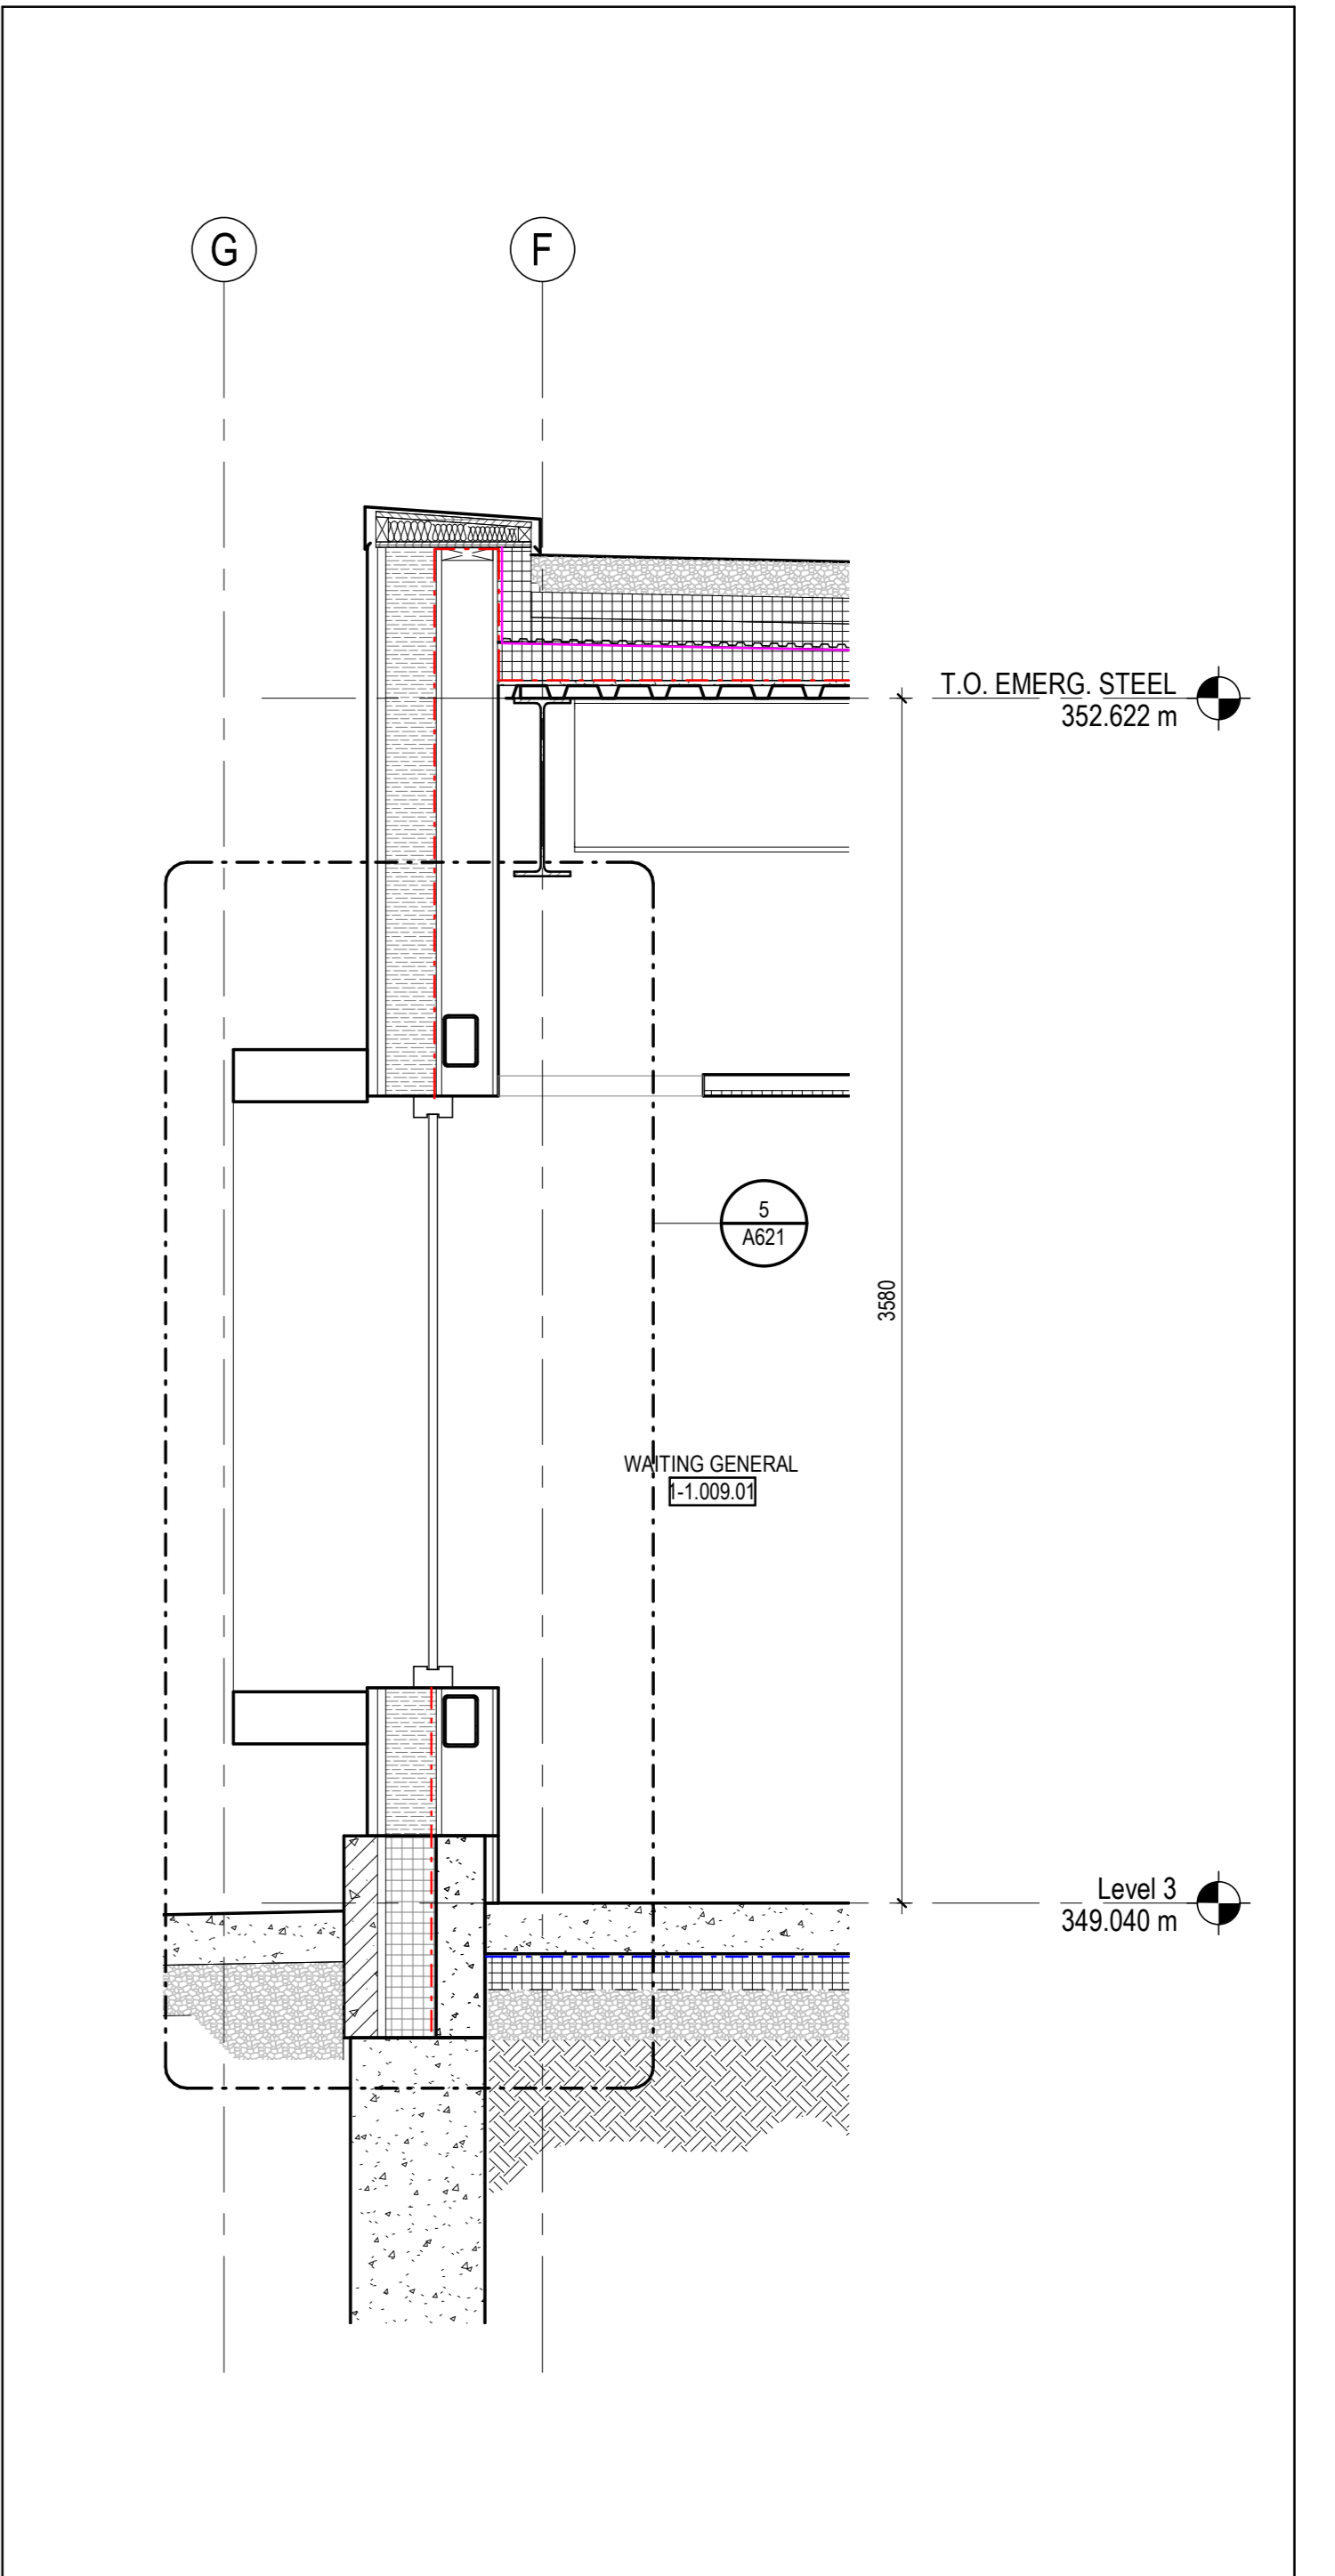 G
F
T.O. EMERG. STEEL
352.622 m
5
A621
3580
WAITING GENERAL
1-1.009.01
Level 3
349.040 m